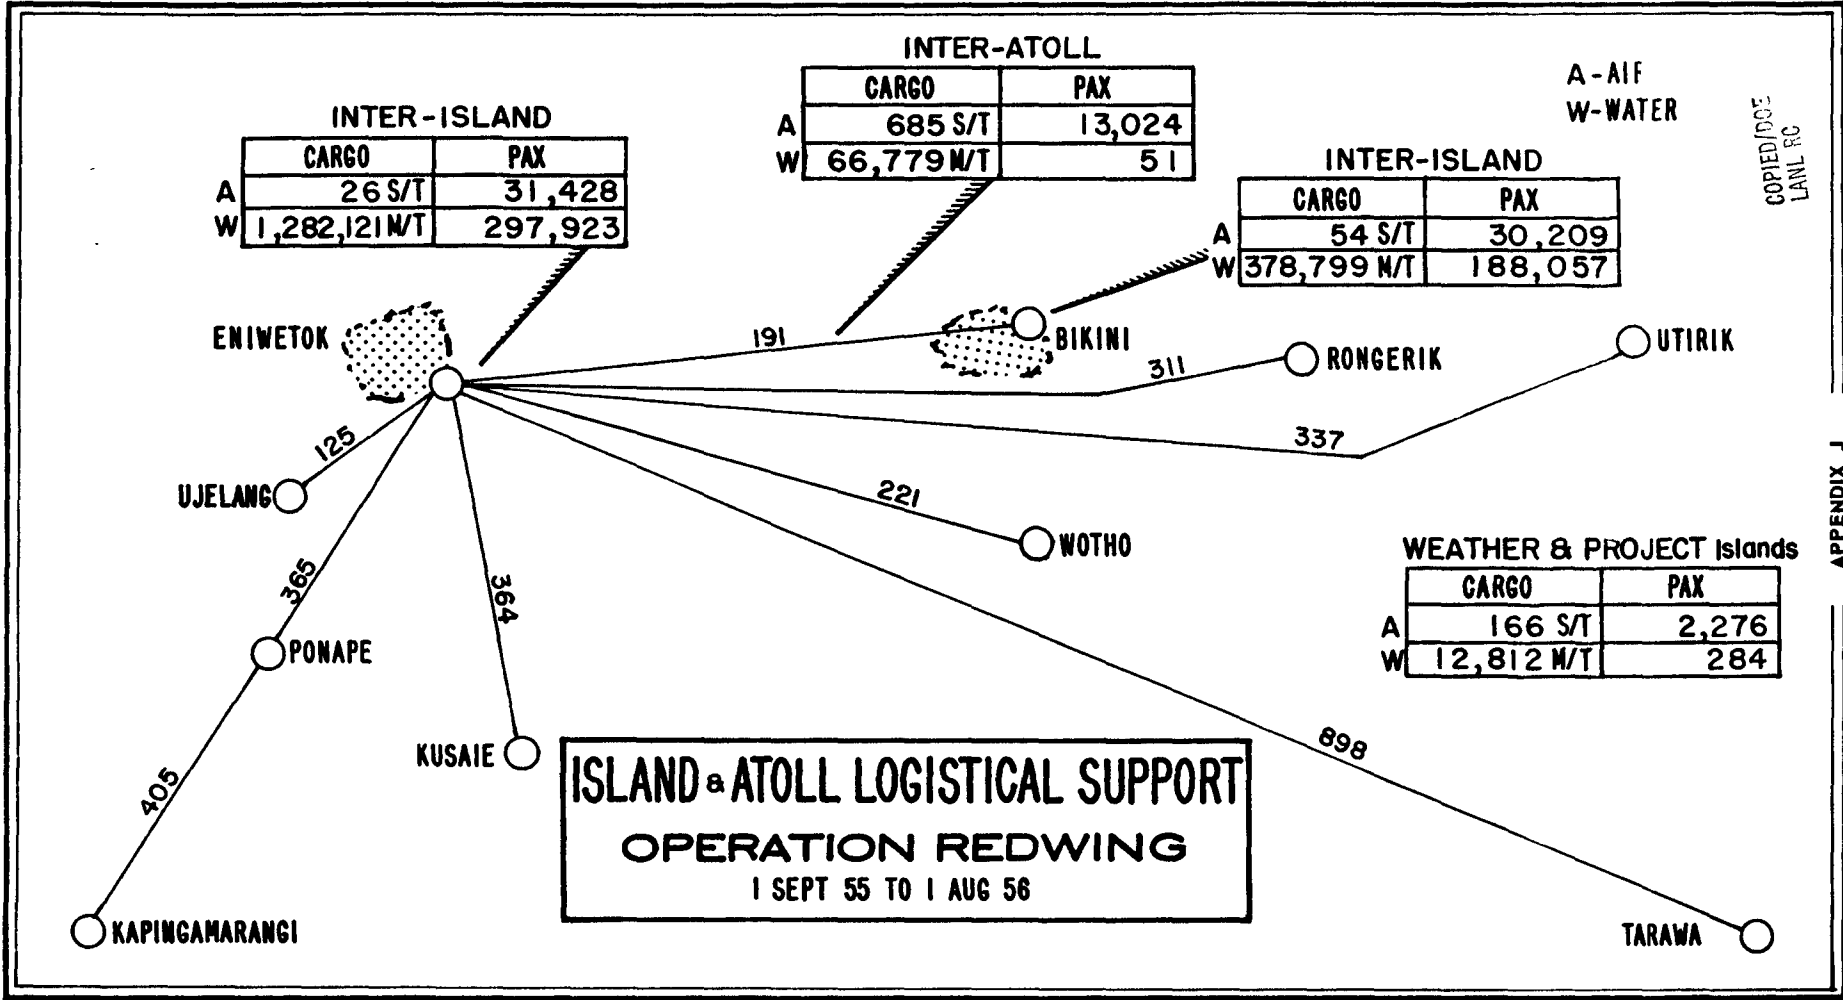 INTER-ATOLL
CARGO PAX
A 685 S/T 13,024
W 66,779 M/T 51
A-AIF
W-WATER
COPIED/DOE
LANL RC
INTER-ISLAND
CARGO PAX
A 26 S/T 31,428
W 1,282,121 M/T 297,923
INTER-ISLAND
CARGO PAX
A 54 S/T 30,209
W 378,799 M/T 188,057
ENIWETOK
191
BIKINI
311
RONGERIK
UTIRIK
337
125
UJELANG
221
WOTHO
365
364
PONAPE
APPENDIX J
WEATHER & PROJECT Islands
CARGO PAX
A 166 S/T 2,276
W 12,812 M/T 284
KUSAIE
405
898
ISLAND & ATOLL LOGISTICAL SUPPORT
OPERATION REDWING
1 SEPT 55 TO 1 AUG 56
KAPINGAMARANGI
TARAWA